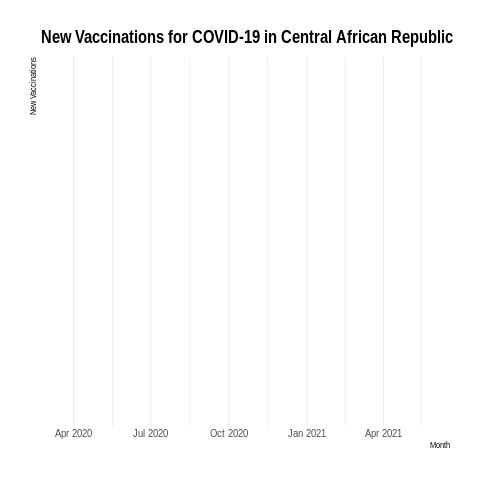 New Vaccinations for COVID-19 in Central African Republic
New Vaccinations
Apr 2020
Jul 2020
Oct 2020
Jan 2021
Apr 2021
Month